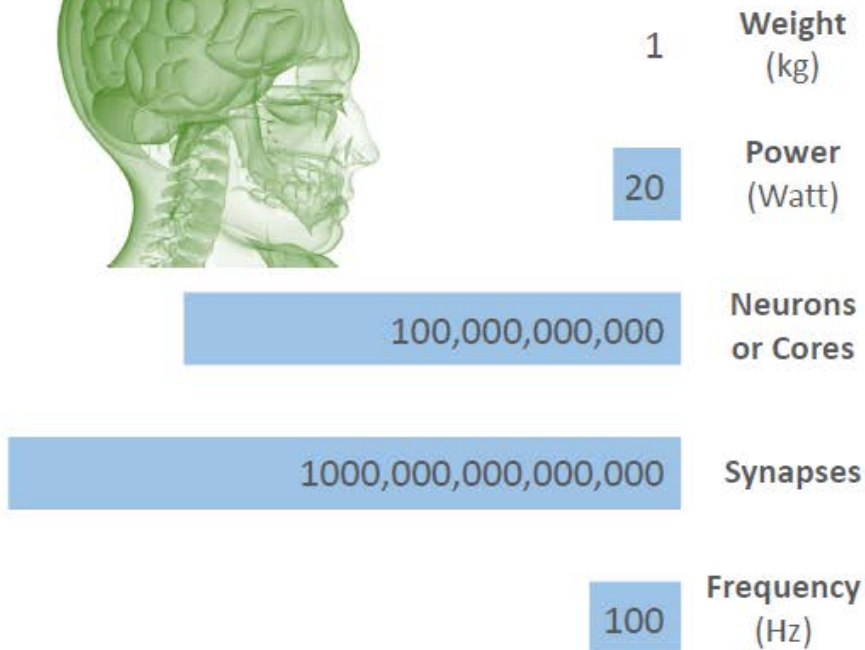 1
Weight
(kg)
20
Power
(Watt)
100,000,000,000
Neurons
or Cores
1000,000,000,000,000
Synapses
100
Frequency
(Hz)